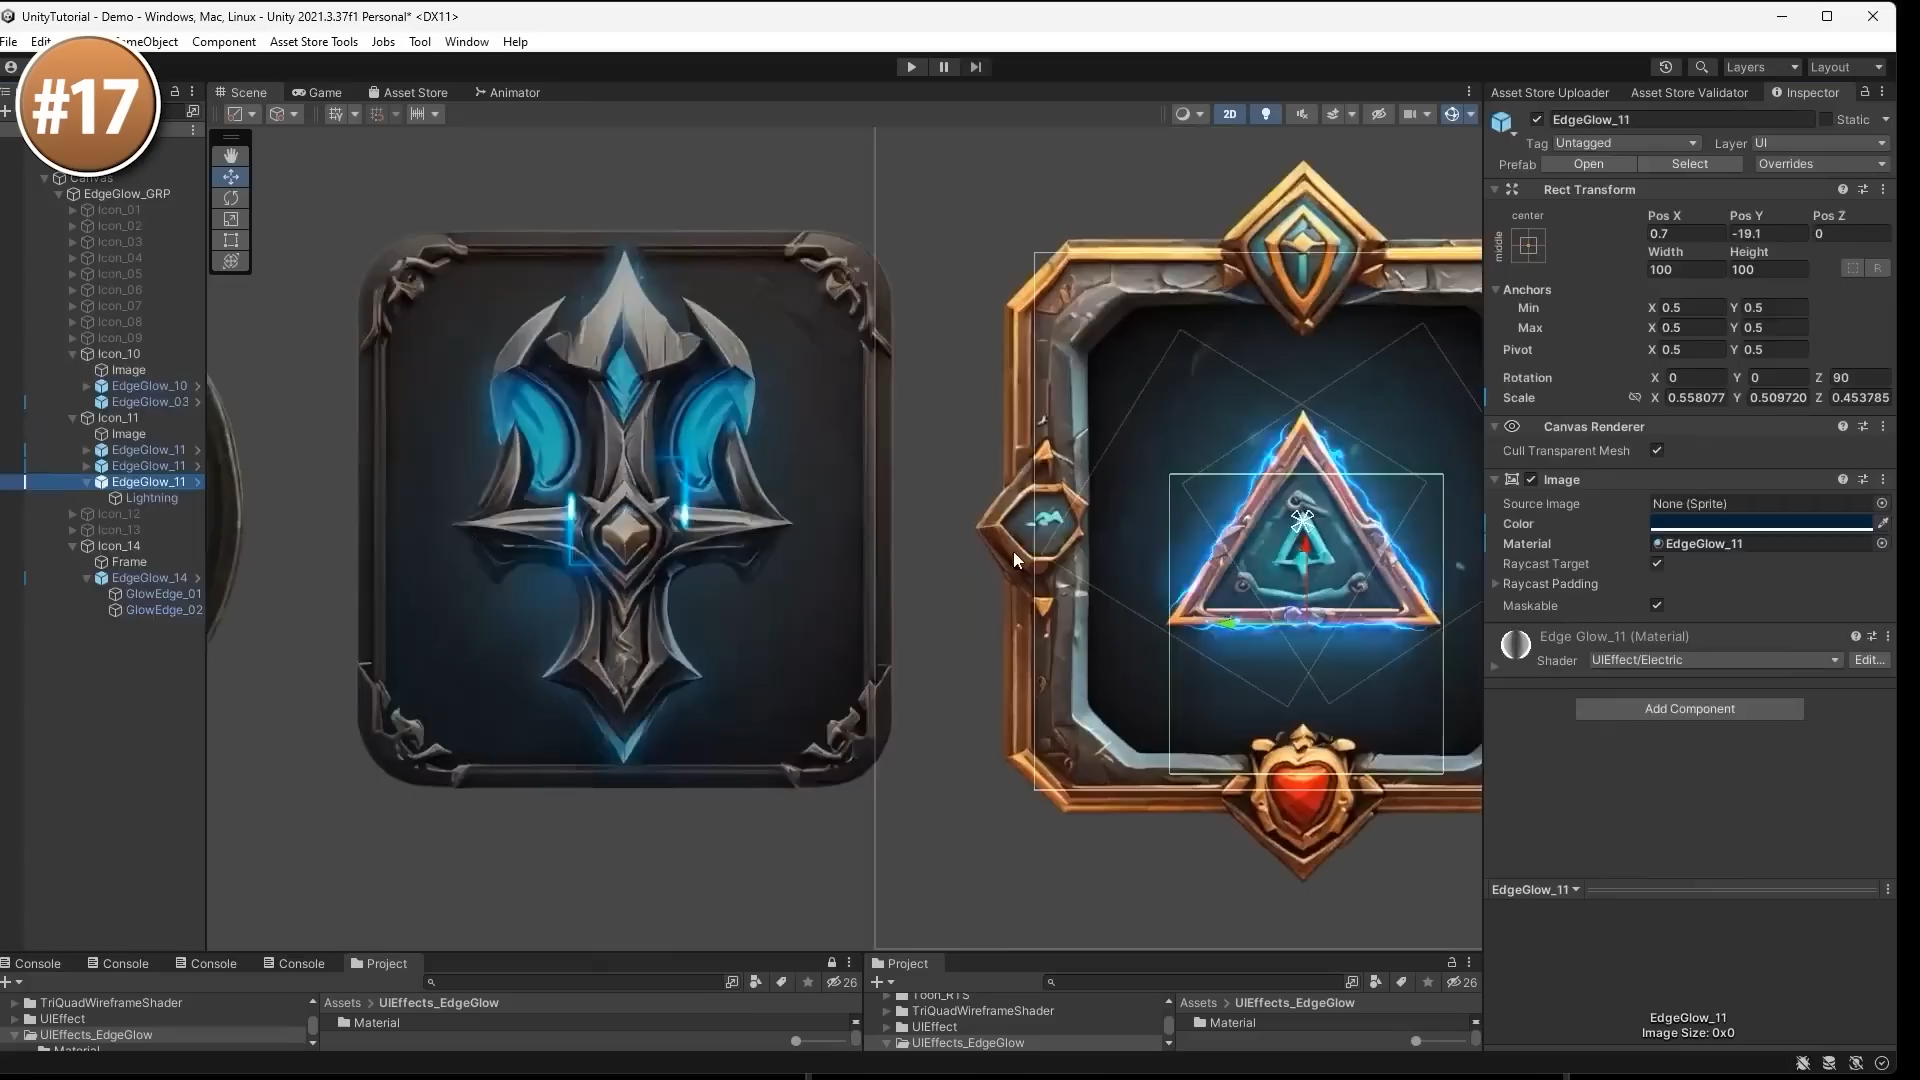 UnityTutorial - Demo - Windows, Mac, Linux - Unity 2021.3.37f1 Personal* <DX11>
File Edit GameObject Component Asset Store Tools Jobs Tool Window Help
#17
Layers Layout
Scene Game Asset Store Animator
2D
Canvas
EdgeGlow_GRP
Icon_01
Icon_02
Icon_03
Icon_04
Icon_05
Icon_06
Icon_07
Icon_08
Icon_09
Icon_10
Image
EdgeGlow_10
EdgeGlow_03
Icon_11
Image
EdgeGlow_11
EdgeGlow_11
EdgeGlow_11
Lightning
Icon_12
Icon_13
Icon_14
Frame
EdgeGlow_14
GlowEdge_01
GlowEdge_02
Asset Store Uploader Asset Store Validator Inspector
EdgeGlow_11 Static
Tag Untagged Layer UI
Prefab Open Select Overrides
Rect Transform
center Pos X Pos Y Pos Z
middle 0.7 -19.1 0
Width Height
100 100 R
Anchors
Min X 0.5 Y 0.5
Max X 0.5 Y 0.5
Pivot X 0.5 Y 0.5
Rotation X 0 Y 0 Z 90
Scale X 0.558077 Y 0.509720 Z 0.453785
Canvas Renderer
Cull Transparent Mesh
Image
Source Image None (Sprite)
Color
Material EdgeGlow_11
Raycast Target
Raycast Padding
Maskable
Edge Glow_11 (Material)
Shader UIEffect/Electric Edit...
Add Component
EdgeGlow_11
EdgeGlow_11
Image Size: 0x0
Console Console Console Console Project
26
TriQuadWireframeShader
UIEffect
UIEffects_EdgeGlow
Material
Assets > UIEffects_EdgeGlow
Material
Project
26
Toon_RTS
TriQuadWireframeShader
UIEffect
UIEffects_EdgeGlow
Assets > UIEffects_EdgeGlow
Material